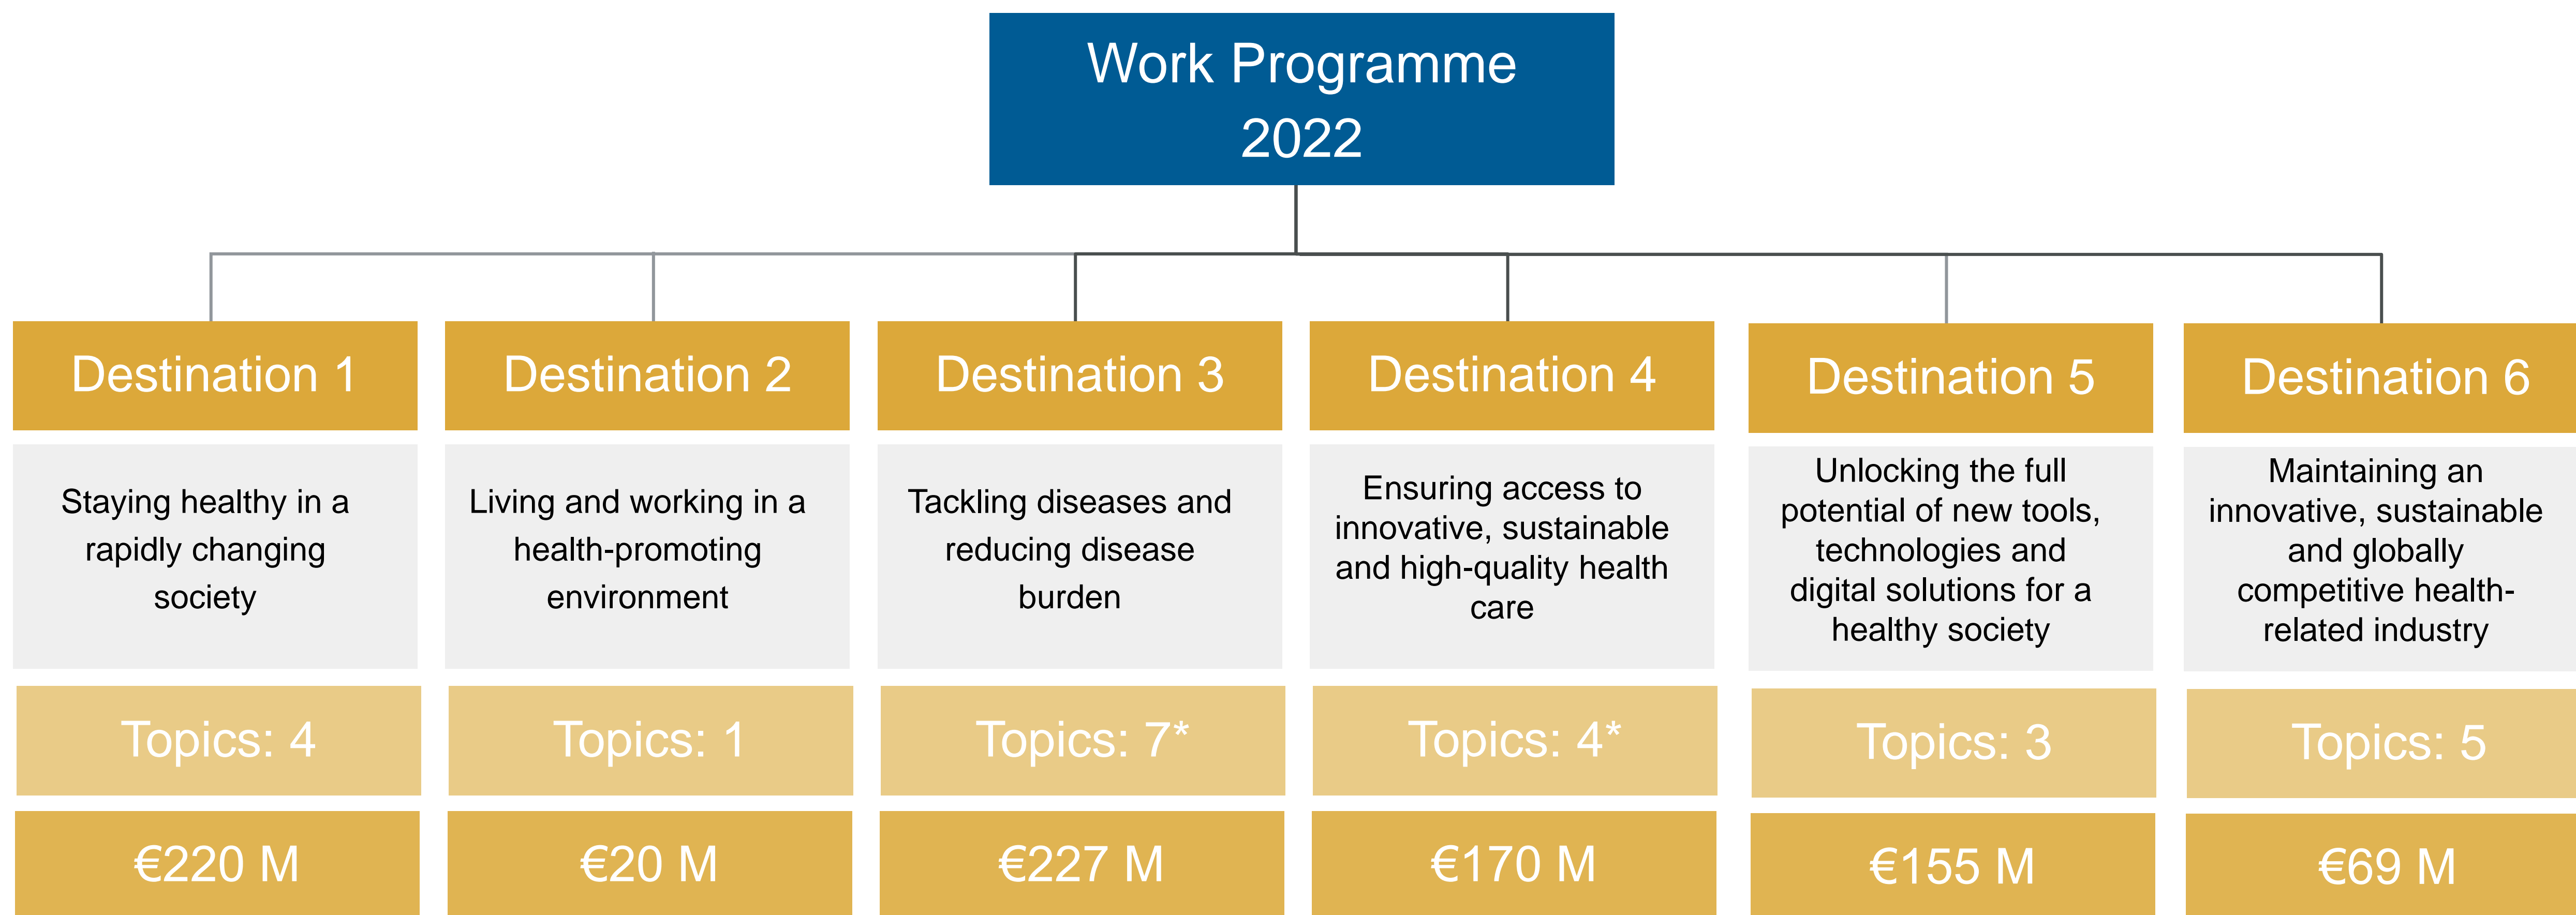 Work Programme
2022
Destination 1
Destination 2
Destination 3
Destination 4
Destination 5
Destination 6
Staying healthy in a
rapidly changing
society
Living and working in a
health-promoting
environment
Tackling diseases and
reducing disease
burden
Ensuring access to
innovative, sustainable
and high-quality health
care
Unlocking the full
potential of new tools,
technologies and
digital solutions for a
healthy society
Maintaining an
innovative, sustainable
and globally
competitive health-
related industry
Topics: 4
Topics: 1
Topics: 7*
Topics: 4*
Topics: 3
Topics: 5
€220 M
€20 M
€227 M
€170 M
€155 M
€69 M